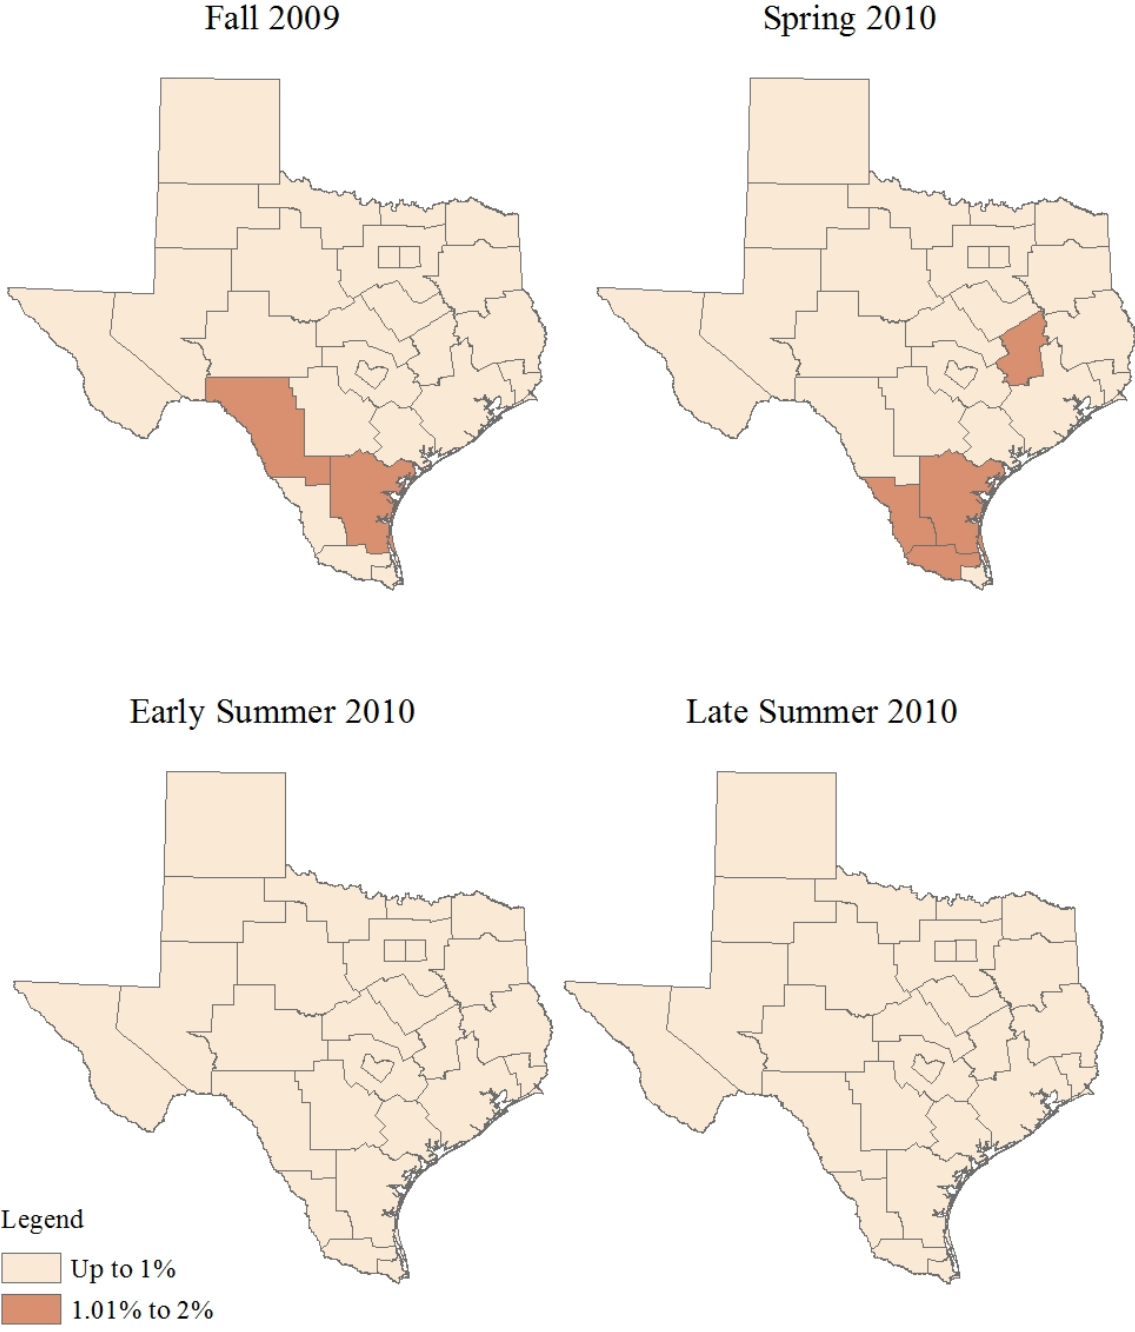 Fall 2009
Spring 2010
Early Summer 2010
Late Summer 2010
Legend
Up to 1%
1.01% to 2%